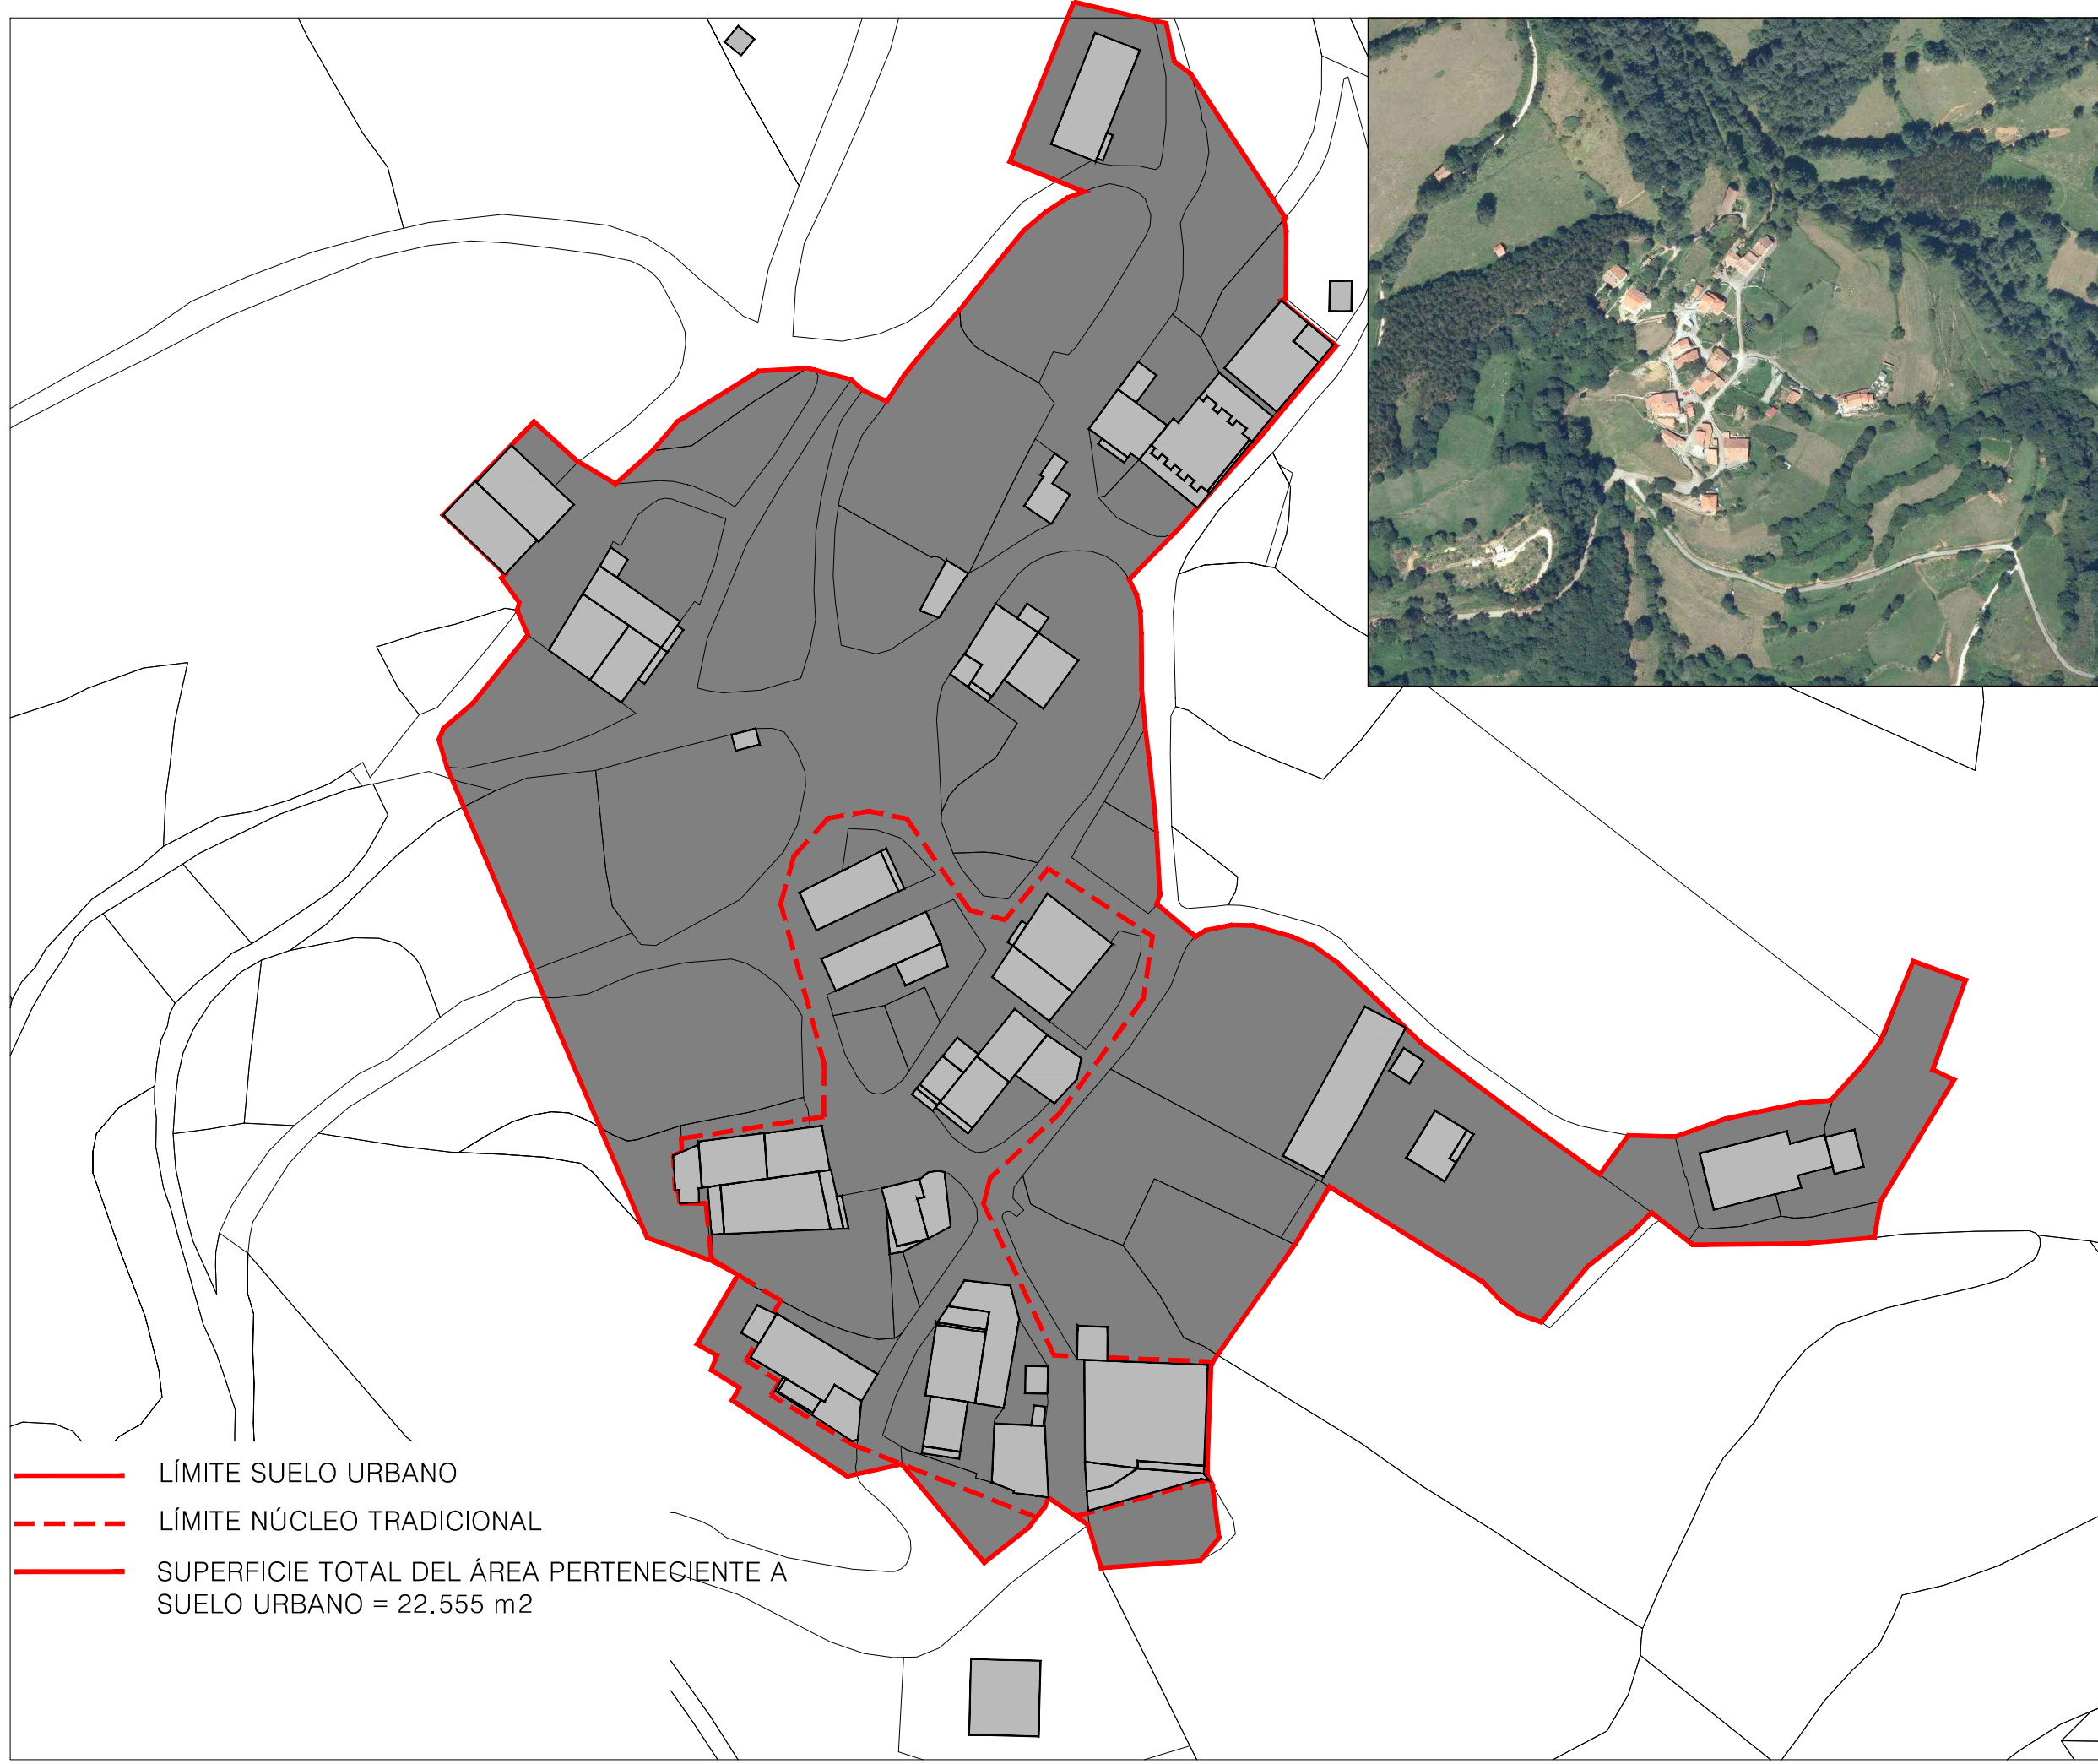 LÍMITE SUELO URBANO
LÍMITE NÚCLEO TRADICIONAL
SUPERFICIE TOTAL DEL ÁREA PERTENECIENTE A
SUELO URBANO = 22.555 m2